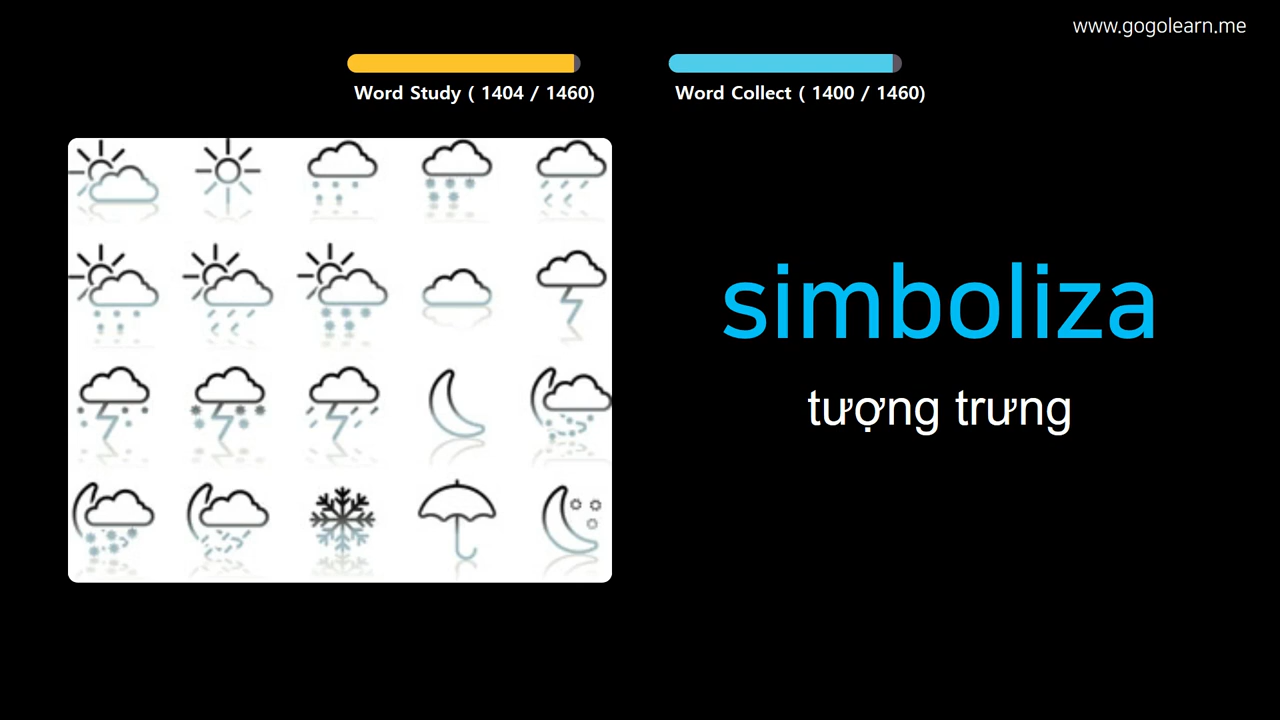 www.gogolearn.me
Word Study ( 1404 / 1460)
Word Collect ( 1400 / 1460)
simboliza
tượng trưng